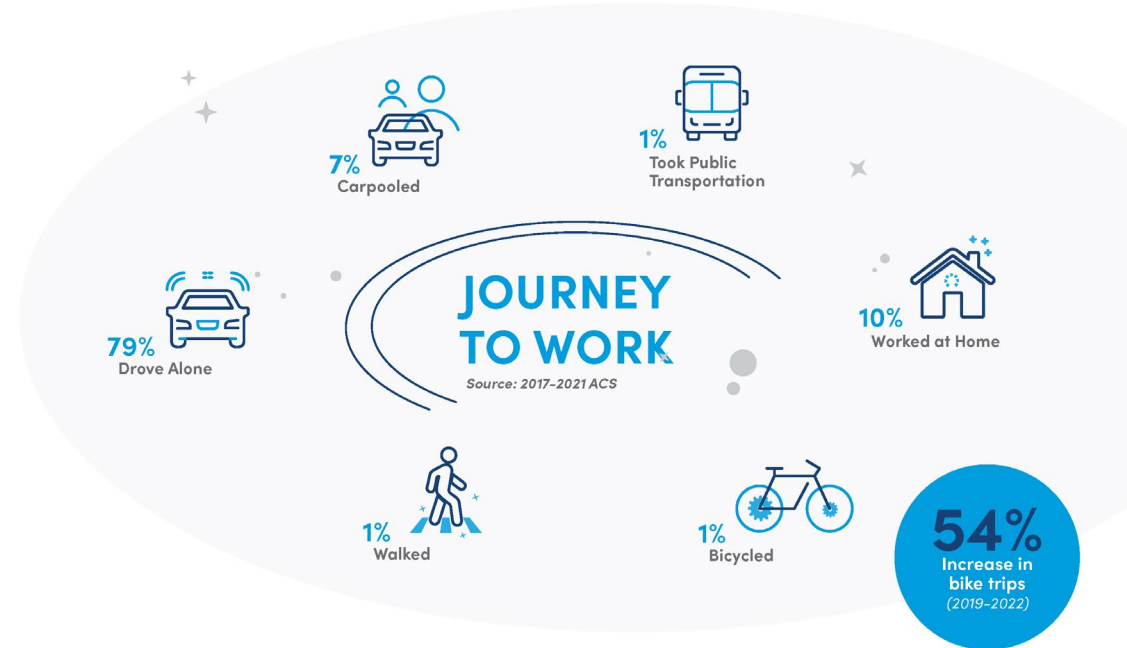 7%
Carpooled
1%
Took Public
Transportation
JOURNEY
TO WORK
Source: 2017-2021 ACS
79%
Drove Alone
10%
Worked at Home
1%
Walked
1%
Bicycled
54%
Increase in
bike trips
(2019-2022)